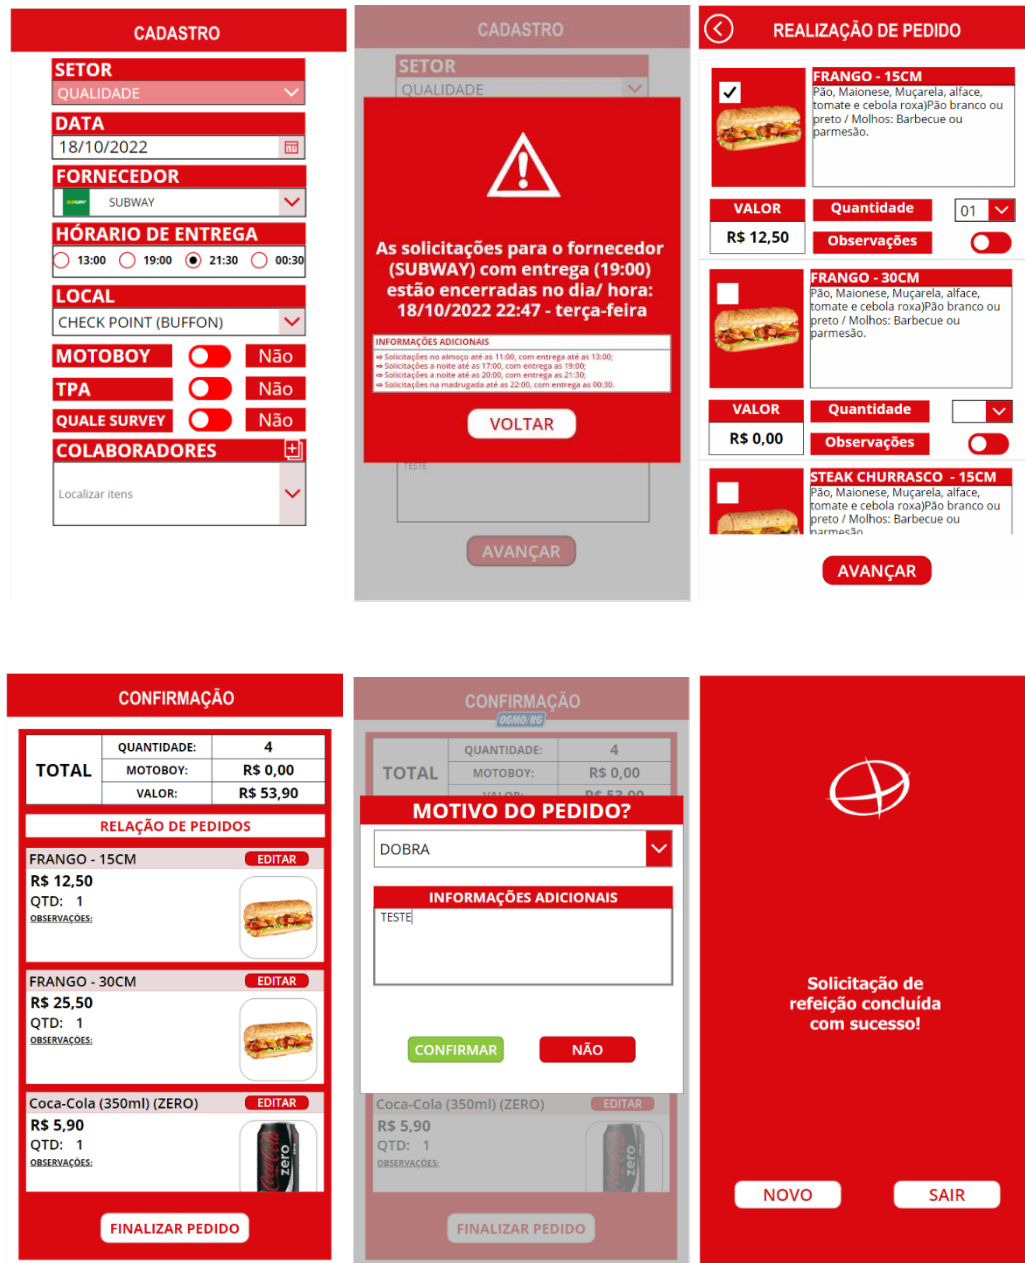 CADASTRO
SETOR
QUALIDADE
DATA
18/10/2022
FORNECEDOR
SUBWAY
SUBWAY
HÓRARIO DE ENTREGA
13:00 19:00 21:30 00:30
LOCAL
CHECK POINT (BUFFON)
MOTOBOY Não
TPA Não
QUALE SURVEY Não
COLABORADORES
Localizar itens
CADASTRO
SETOR
QUALIDADE
As solicitações para o fornecedor
(SUBWAY) com entrega (19:00)
estão encerradas no dia/ hora:
18/10/2022 22:47 - terça-feira
INFORMAÇÕES ADICIONAIS
⇨ Solicitações no almoço até as 11:00, com entrega até as 13:00;
⇨ Solicitações a noite até as 17:00, com entrega as 19:00;
⇨ Solicitações a noite até as 20:00, com entrega as 21:30;
⇨ Solicitações na madrugada até as 22:00, com entrega as 00:30.
VOLTAR
TESTE
AVANÇAR
REALIZAÇÃO DE PEDIDO
FRANGO - 15CM
Pão, Maionese, Muçarela, alface,
tomate e cebola roxa)Pão branco ou
preto / Molhos: Barbecue ou
parmesão.
VALOR Quantidade 01
R$ 12,50 Observações
FRANGO - 30CM
Pão, Maionese, Muçarela, alface,
tomate e cebola roxa)Pão branco ou
preto / Molhos: Barbecue ou
parmesão.
VALOR Quantidade
R$ 0,00 Observações
STEAK CHURRASCO - 15CM
Pão, Maionese, Muçarela, alface,
tomate e cebola roxa)Pão branco ou
preto / Molhos: Barbecue ou
parmesão
AVANÇAR
CONFIRMAÇÃO
TOTAL
QUANTIDADE: 4
MOTOBOY: R$ 0,00
VALOR: R$ 53,90
RELAÇÃO DE PEDIDOS
FRANGO - 15CM EDITAR
R$ 12,50
QTD: 1
OBSERVAÇÕES:
FRANGO - 30CM EDITAR
R$ 25,50
QTD: 1
OBSERVAÇÕES:
Coca-Cola (350ml) (ZERO) EDITAR
R$ 5,90
QTD: 1
OBSERVAÇÕES:
Coca-Cola zero
FINALIZAR PEDIDO
CONFIRMAÇÃO
OGMO/RG
TOTAL
QUANTIDADE: 4
MOTOBOY: R$ 0,00
VALOR: R$ 53,90
MOTIVO DO PEDIDO?
DOBRA
INFORMAÇÕES ADICIONAIS
TESTE
CONFIRMAR NÃO
Coca-Cola (350ml) (ZERO) EDITAR
R$ 5,90
QTD: 1
OBSERVAÇÕES:
Coca-Cola zero
FINALIZAR PEDIDO
Solicitação de
refeição concluída
com sucesso!
NOVO SAIR